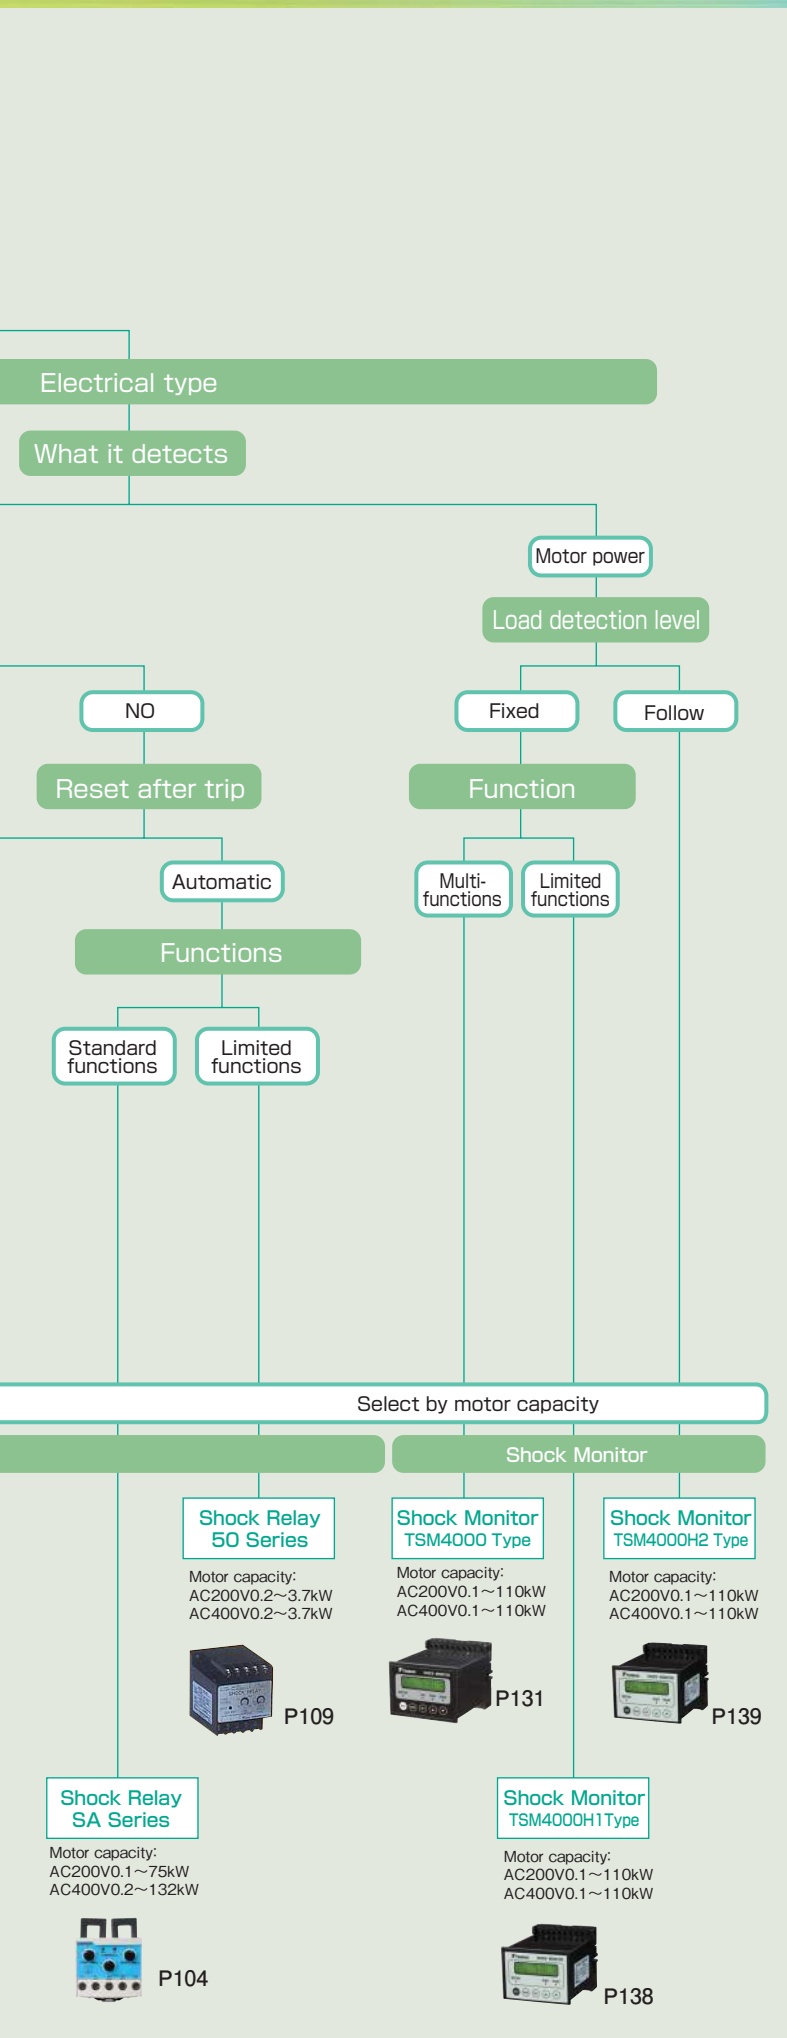 Electrical type
What it detects
Motor power
Load detection level
NO
Fixed
Follow
Reset after trip
Function
Automatic
Multi-
functions
Limited
functions
Functions
Standard
functions
Limited
functions
Select by motor capacity
Shock Monitor
Shock Relay
50 Series
Motor capacity:
AC200V0.2～3.7kW
AC400V0.2～3.7kW
P109
Shock Monitor
TSM4000 Type
Motor capacity:
AC200V0.1～110kW
AC400V0.1～110kW
P131
Shock Monitor
TSM4000H2 Type
Motor capacity:
AC200V0.1～110kW
AC400V0.1～110kW
P139
Shock Relay
SA Series
Motor capacity:
AC200V0.1～75kW
AC400V0.2～132kW
P104
Shock Monitor
TSM4000H1Type
Motor capacity:
AC200V0.1～110kW
AC400V0.1～110kW
P138